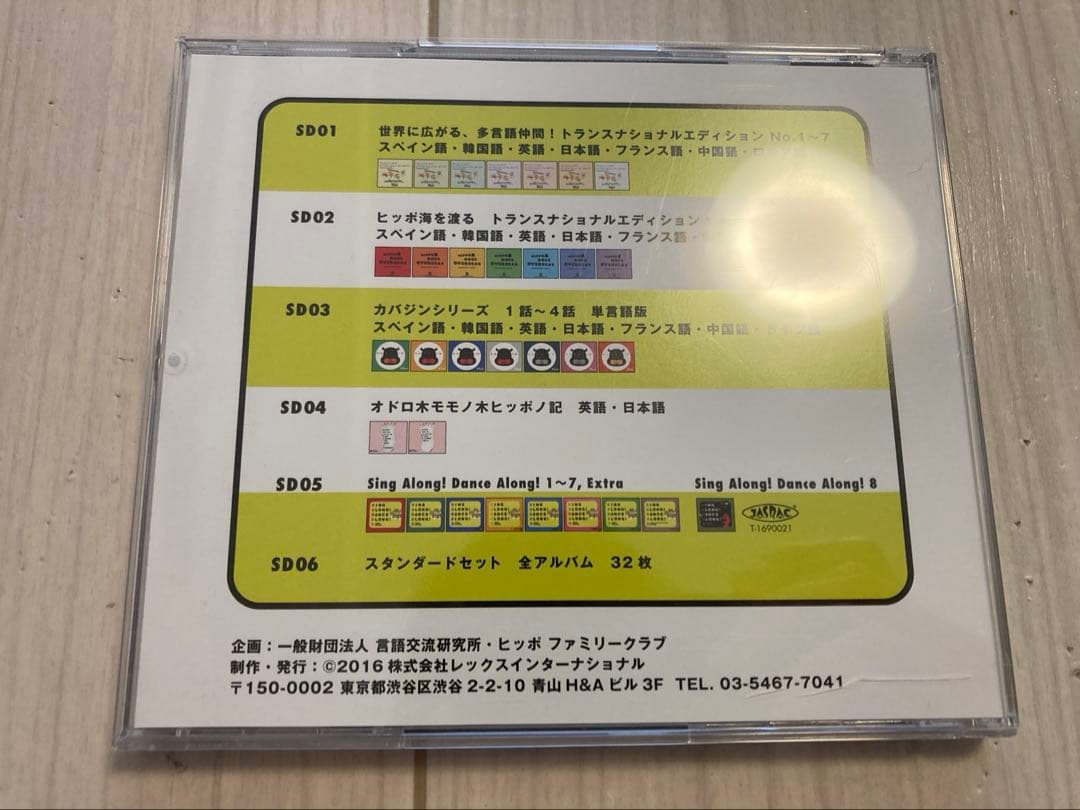 SD01
世界に広がる、多言語仲間！トランスナショナルエディション No.1〜7
スペイン語・韓国語・英語・日本語・フランス語・中国語・
SD02
ヒッポ海を渡る トランスナショナルエディション
スペイン語・韓国語・英語・日本語・フランス語・
SD03
カバジンシリーズ 1話〜4話 単言語版
スペイン語・韓国語・英語・日本語・フランス語・中国語・ドイツ語
SD04
オドロ木モモノ木ヒッポノ記 英語・日本語
SD05
Sing Along! Dance Along! 1〜7, Extra
Sing Along! Dance Along! 8
JASRAC
T-1690021
SD06
スタンダードセット 全アルバム 32枚
企画：一般財団法人 言語交流研究所・ヒッポ ファミリークラブ
制作・発行：©2016 株式会社レックスインターナショナル
〒150-0002 東京都渋谷区渋谷 2-2-10 青山 H&A ビル 3F TEL. 03-5467-7041